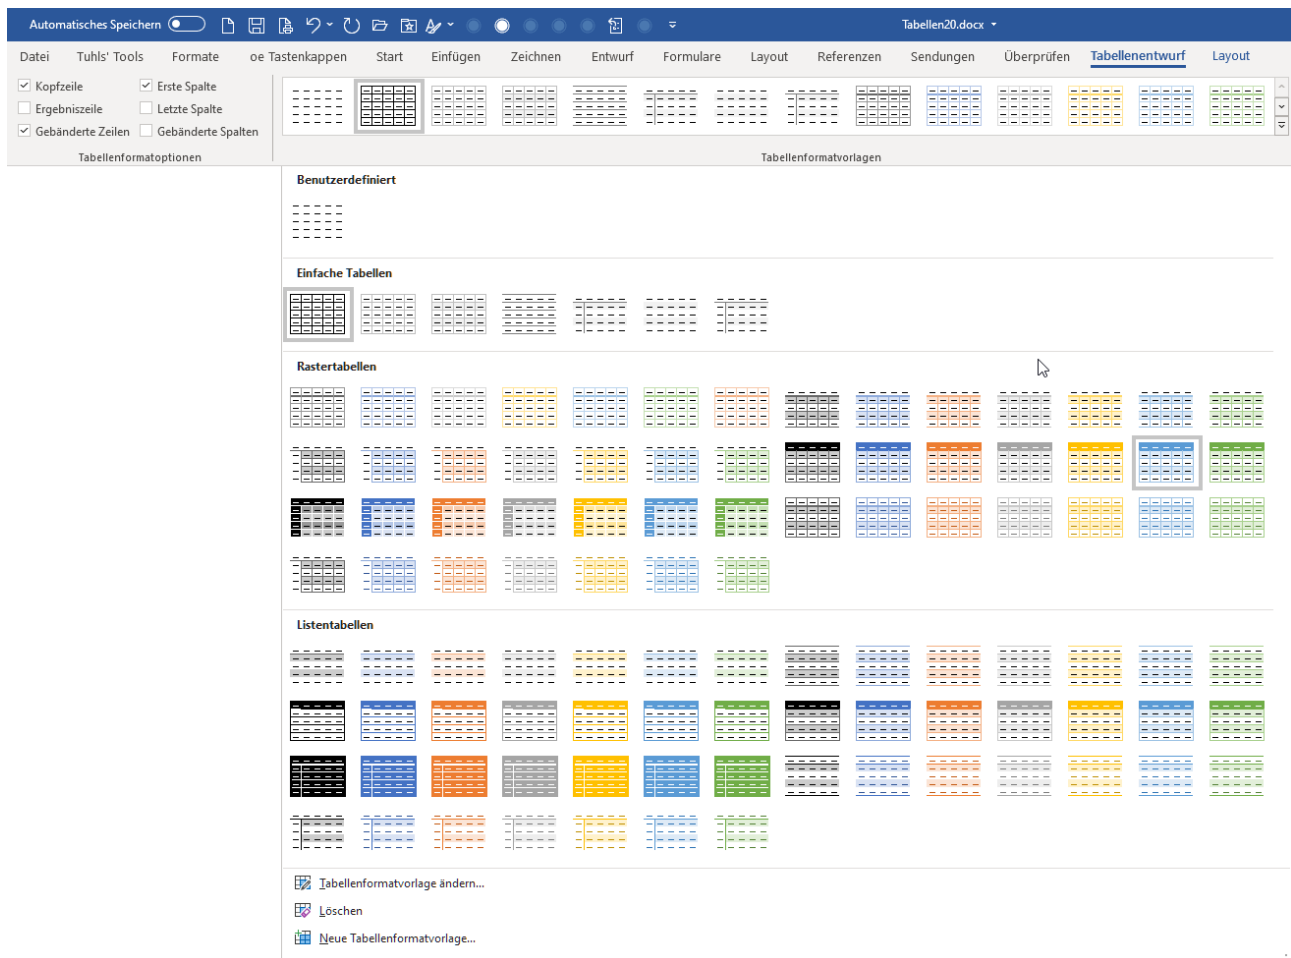 Automatisches Speichern
Tabellen20.docx
Datei Tuhls' Tools Formate oe Tastenkappen Start Einfügen Zeichnen Entwurf Formulare Layout Referenzen Sendungen Überprüfen Tabellenentwurf Layout
Kopfzeile Erste Spalte
Ergebniszeile Letzte Spalte
Gebänderte Zeilen Gebänderte Spalten
Tabellenformatoptionen Tabellenformatvorlagen
Benutzerdefiniert
Einfache Tabellen
Rastertabellen
Listentabellen
Tabellenformatvorlage ändern...
Löschen
Neue Tabellenformatvorlage...